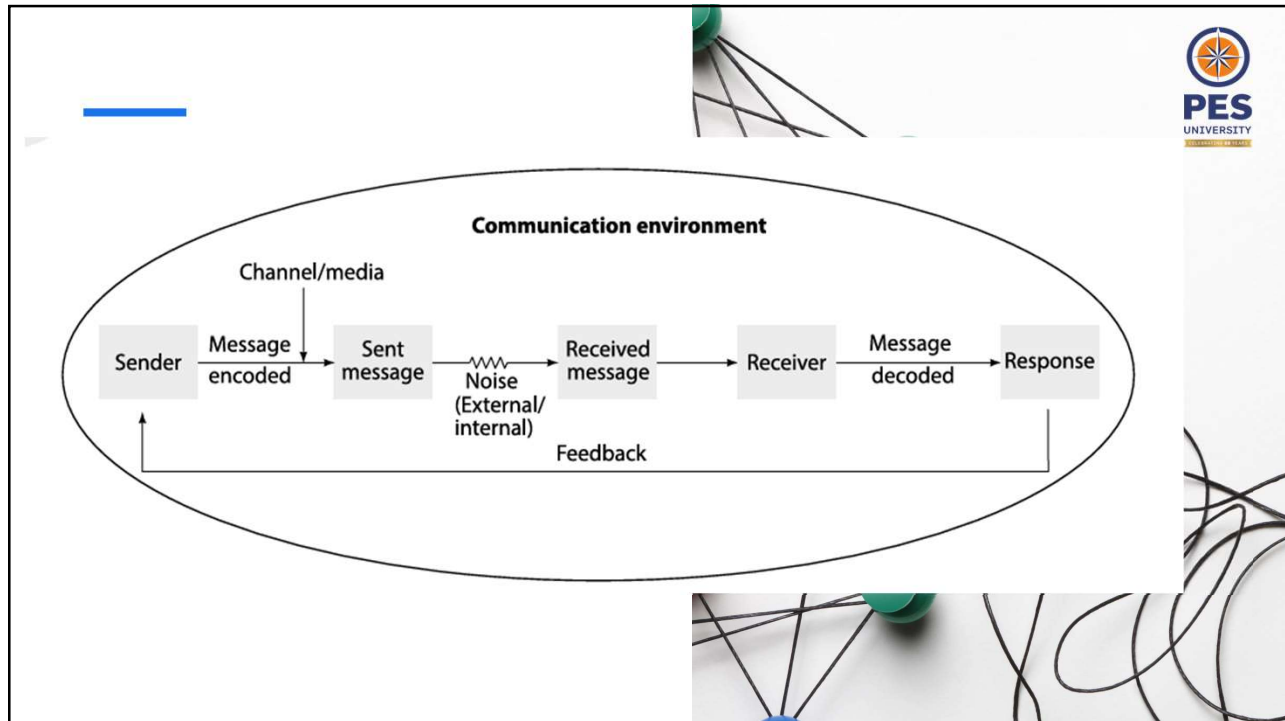 PES
UNIVERSITY
Communication environment
Channel/media
Sender
Message
encoded
Sent
message
Noise
(External/
internal)
Received
message
Receiver
Message
decoded
Response
Feedback